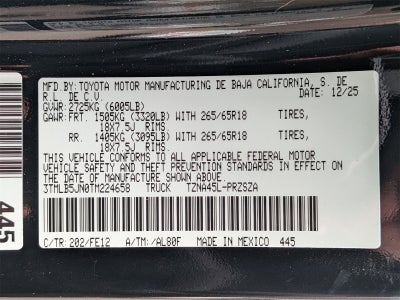 MFD.BY:TOYOTA MOTOR MANUFACTURING DE BAJA CALIFORNIA, S. DE
R.L. DE C.V. DATE: 12/25
GVWR:2725KG (6005LB)
GAWR:FRT. 1505KG (3320LB) WITH 265/65R18 TIRES,
18X7.5J RIMS.
RR. 1405KG (3095LB) WITH 265/65R18 TIRES,
18X7.5J RIMS.
THIS VEHICLE CONFORMS TO ALL APPLICABLE FEDERAL MOTOR
VEHICLE SAFETY AND THEFT PREVENTION STANDARDS IN EFFECT ON
THE DATE OF MANUFACTURE SHOWN ABOVE.
3TMLB5JN0TM224658 TRUCK TZNA45L-PRZSZA
C/TR:202/FE12 A/TM:/AL80F MADE IN MEXICO 445
445